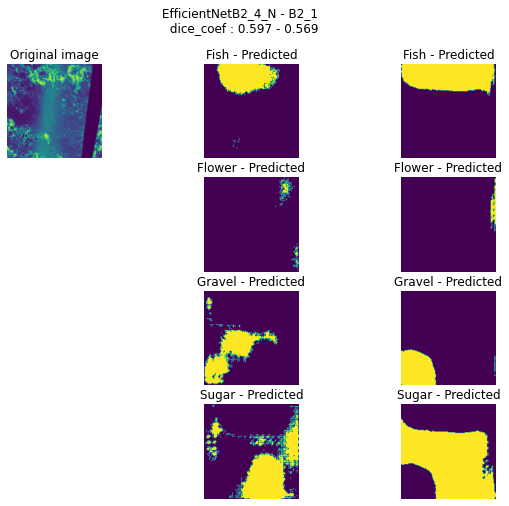 EfficientNetB2_4_N - B2_1
dice_coef : 0.597 - 0.569
Original image
Fish - Predicted
Fish - Predicted
Flower - Predicted
Flower - Predicted
Gravel - Predicted
Gravel - Predicted
Sugar - Predicted
Sugar - Predicted